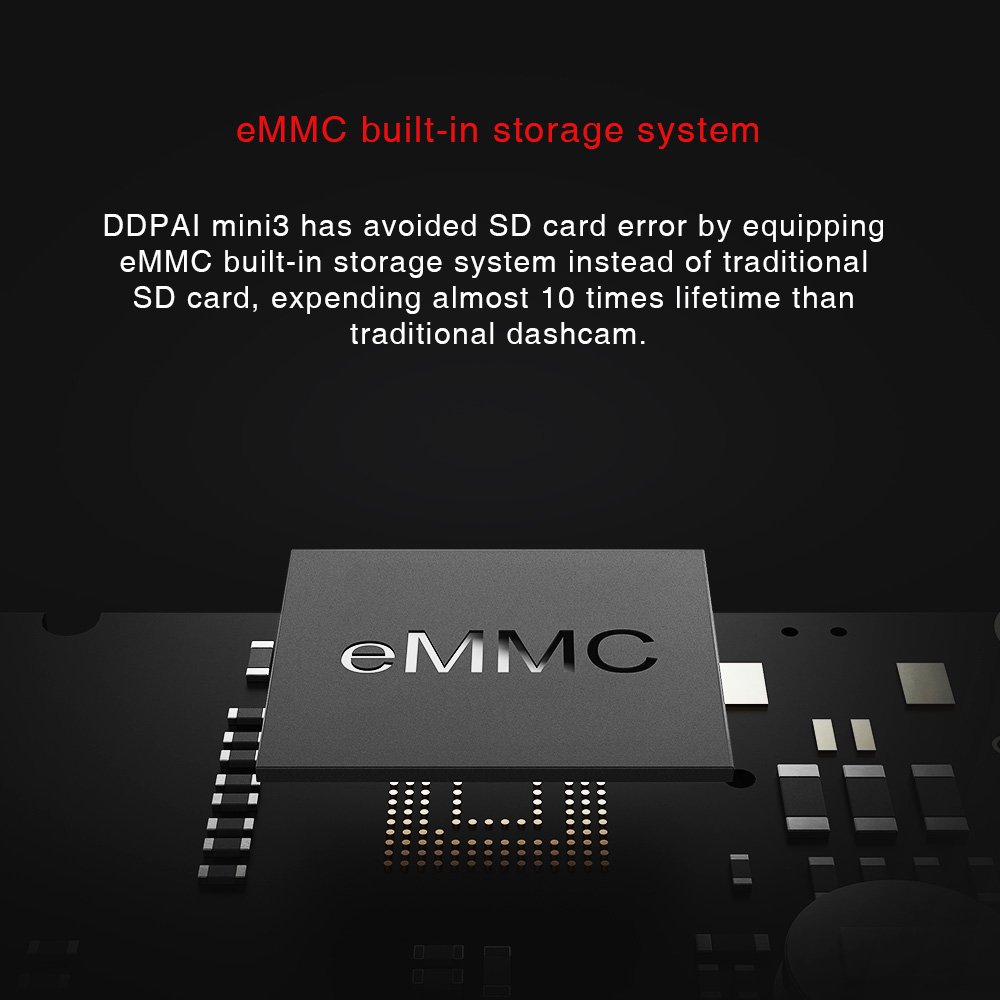 eMMC built-in storage system
DDPAI mini3 has avoided SD card error by equipping
eMMC built-in storage system instead of traditional
SD card, expending almost 10 times lifetime than
traditional dashcam.
eMMC